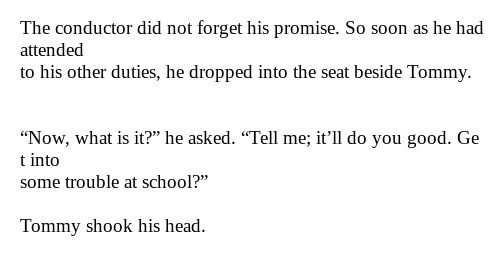 The conductor did not forget his promise. So soon as he had
attended
to his other duties, he dropped into the seat beside Tommy.
“Now, what is it?” he asked. “Tell me; it’ll do you good. Ge
t into
some trouble at school?”
Tommy shook his head.